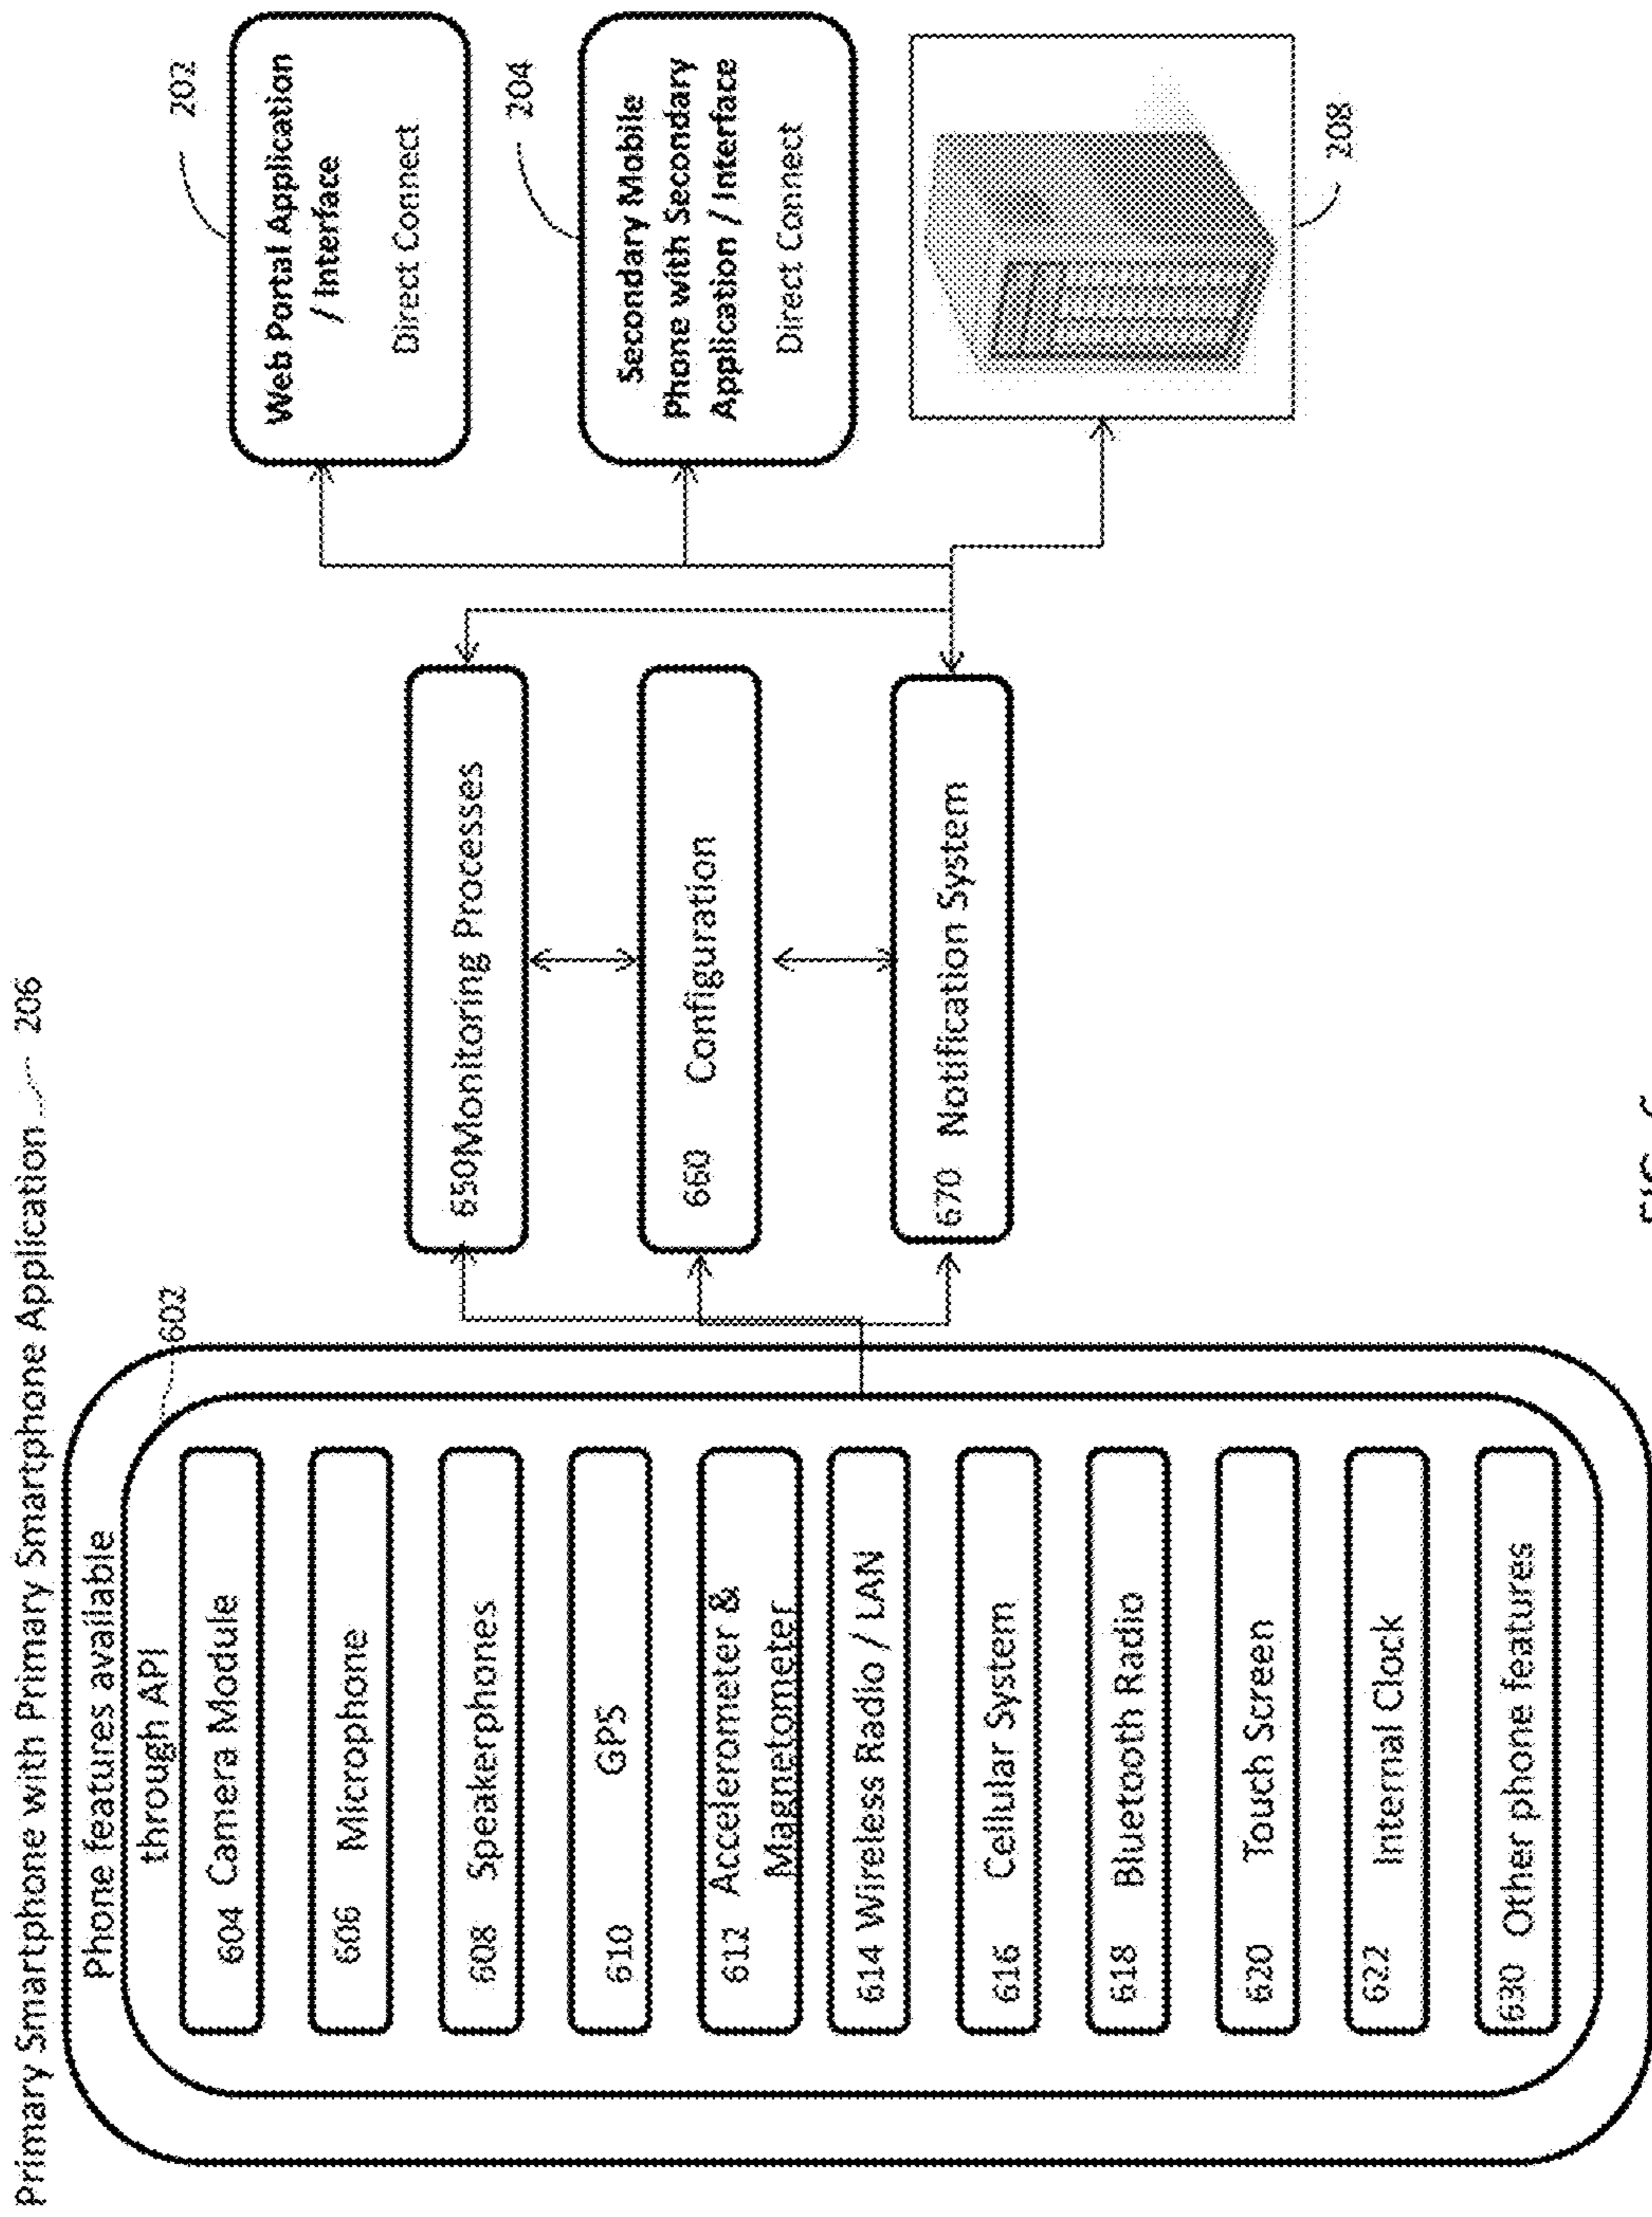 Primary Smartphone with Primary Smartphone Application 206
Phone features available
through API
602
604 Camera Module
606 Microphone
608 Speakerphones
610 GPS
612 Accelerometer &
Magnetometer
614 Wireless Radio / LAN
616 Cellular System
618 Bluetooth Radio
620 Touch Screen
622 Internal Clock
630 Other phone features
650Monitoring Processes
660 Configuration
670 Notification System
202
Web Portal Application
/ Interface
Direct Connect
204
Secondary Mobile
Phone with Secondary
Application / Interface
Direct Connect
208